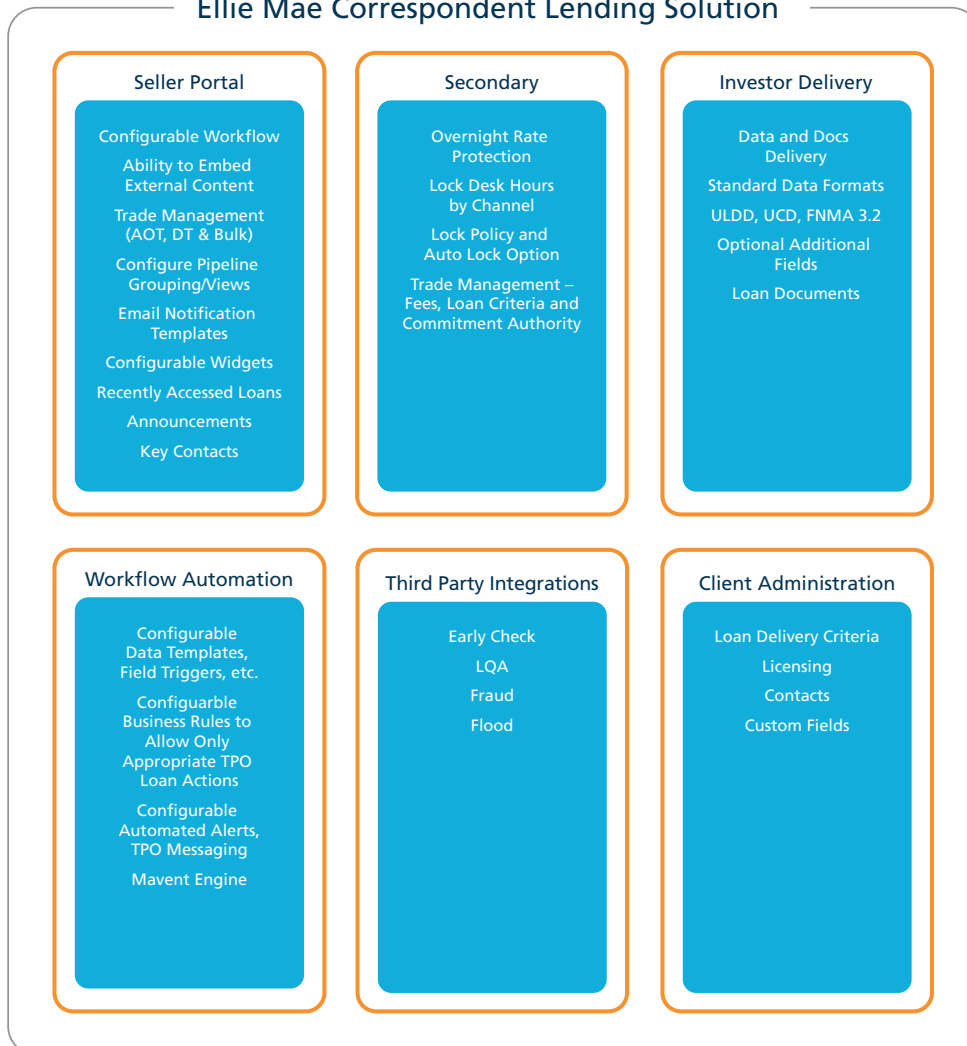 Ellie Mae Correspondent Lending Solution
Seller Portal
Configurable Workflow
Ability to Embed
External Content
Trade Management
(AOT, DT & Bulk)
Configure Pipeline
Grouping/Views
Email Notification
Templates
Configurable Widgets
Recently Accessed Loans
Announcements
Key Contacts
Secondary
Overnight Rate
Protection
Lock Desk Hours
by Channel
Lock Policy and
Auto Lock Option
Trade Management –
Fees, Loan Criteria and
Commitment Authority
Investor Delivery
Data and Docs
Delivery
Standard Data Formats
ULDD, UCD, FNMA 3.2
Optional Additional
Fields
Loan Documents
Workflow Automation
Configurable
Data Templates,
Field Triggers, etc.
Configuarble
Business Rules to
Allow Only
Appropriate TPO
Loan Actions
Configurable
Automated Alerts,
TPO Messaging
Mavent Engine
Third Party Integrations
Early Check
LQA
Fraud
Flood
Client Administration
Loan Delivery Criteria
Licensing
Contacts
Custom Fields